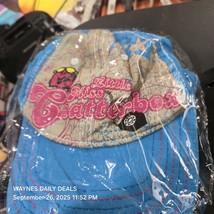 Little
Miss
Chatterbox
WAYNES DAILY DEALS
September 26, 2025 11:52 PM